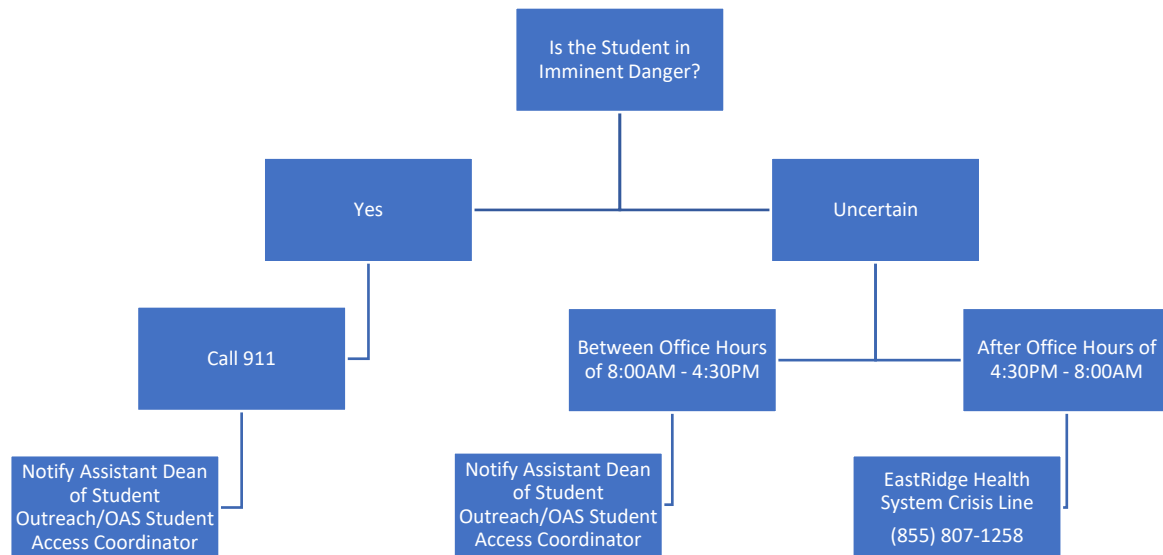 Is the Student in
Imminent Danger?
Yes
Uncertain
Call 911
Between Office Hours
of 8:00AM - 4:30PM
After Office Hours of
4:30PM - 8:00AM
Notify Assistant Dean
of Student
Outreach/OAS Student
Access Coordinator
Notify Assistant Dean
of Student
Outreach/OAS Student
Access Coordinator
EastRidge Health
System Crisis Line
(855) 807-1258